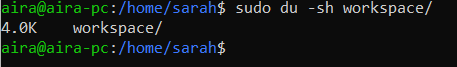 aira@aira-pc:/home/sarah$ sudo du -sh workspace/
4.0K    workspace/
aira@aira-pc:/home/sarah$